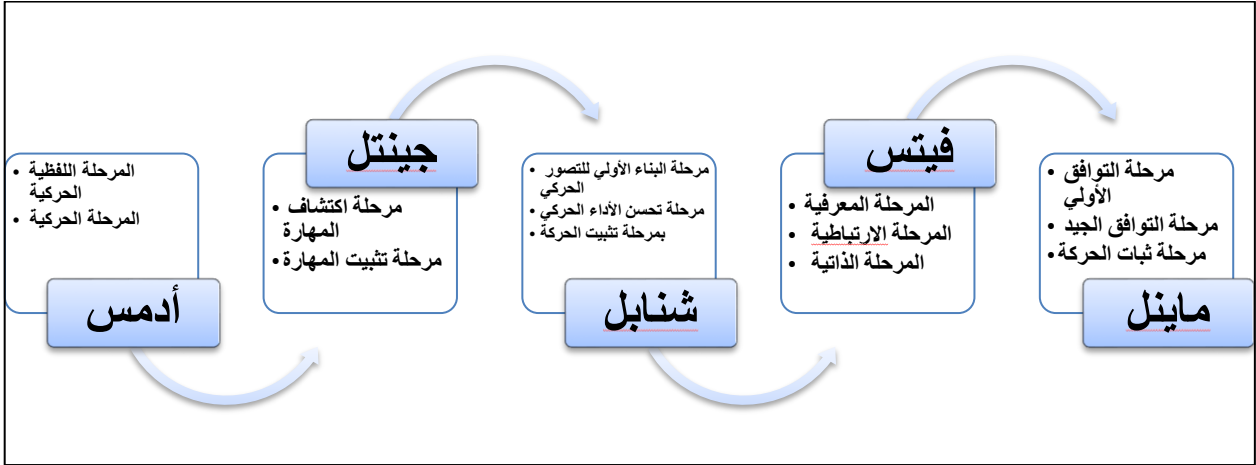 المرحلة اللفظية
الحركية
المرحلة الحركية
أدمس
جينتل
مرحلة اكتشاف
المهارة
مرحلة تثبيت المهارة
مرحلة البناء الأولي للتصور
الحركي
مرحلة تحسن الأداء الحركي
بمرحلة تثبيت الحركة
شنابل
فيتس
المرحلة المعرفية
المرحلة الارتباطية
المرحلة الذاتية
مرحلة التوافق
الأولي
مرحلة التوافق الجيد
مرحلة ثبات الحركة
ماينل